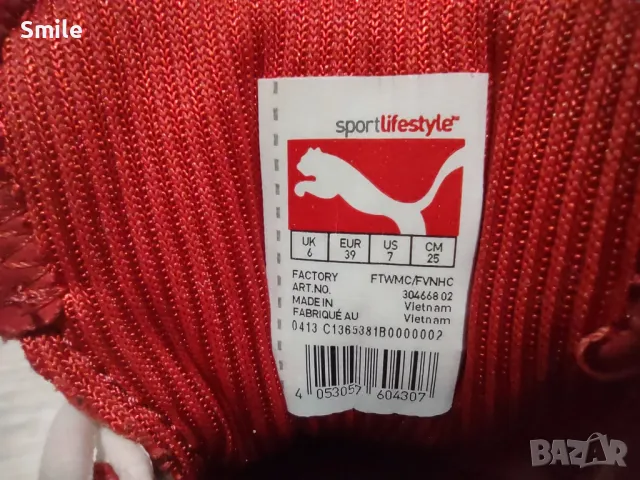 Smile
sportlifestyle™
UK EUR US CM
6 39 7 25
FACTORY FTWMC/FVNHC
ART.NO. 304668 02
MADE IN Vietnam
FABRIQUÉ AU Vietnam
0413 C1365381B0000002
4 053057 604307
BAZAR